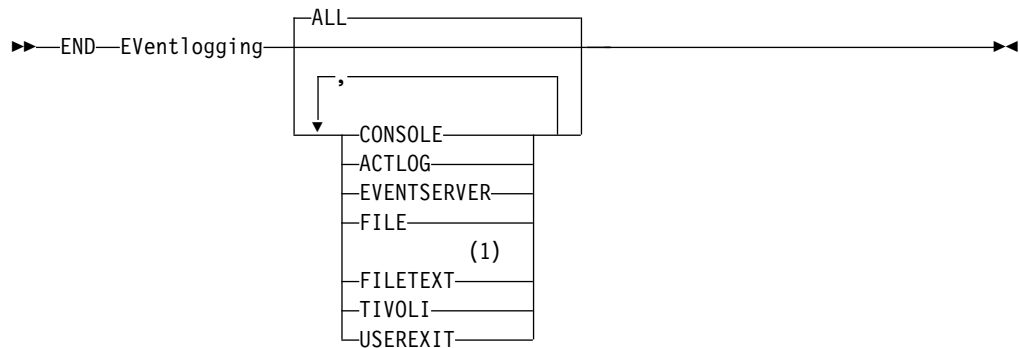 ALL
END EVentlogging
,
CONSOLE
ACTLOG
EVENTSERVER
FILE
(1)
FILETEXT
TIVOLI
USEREXIT